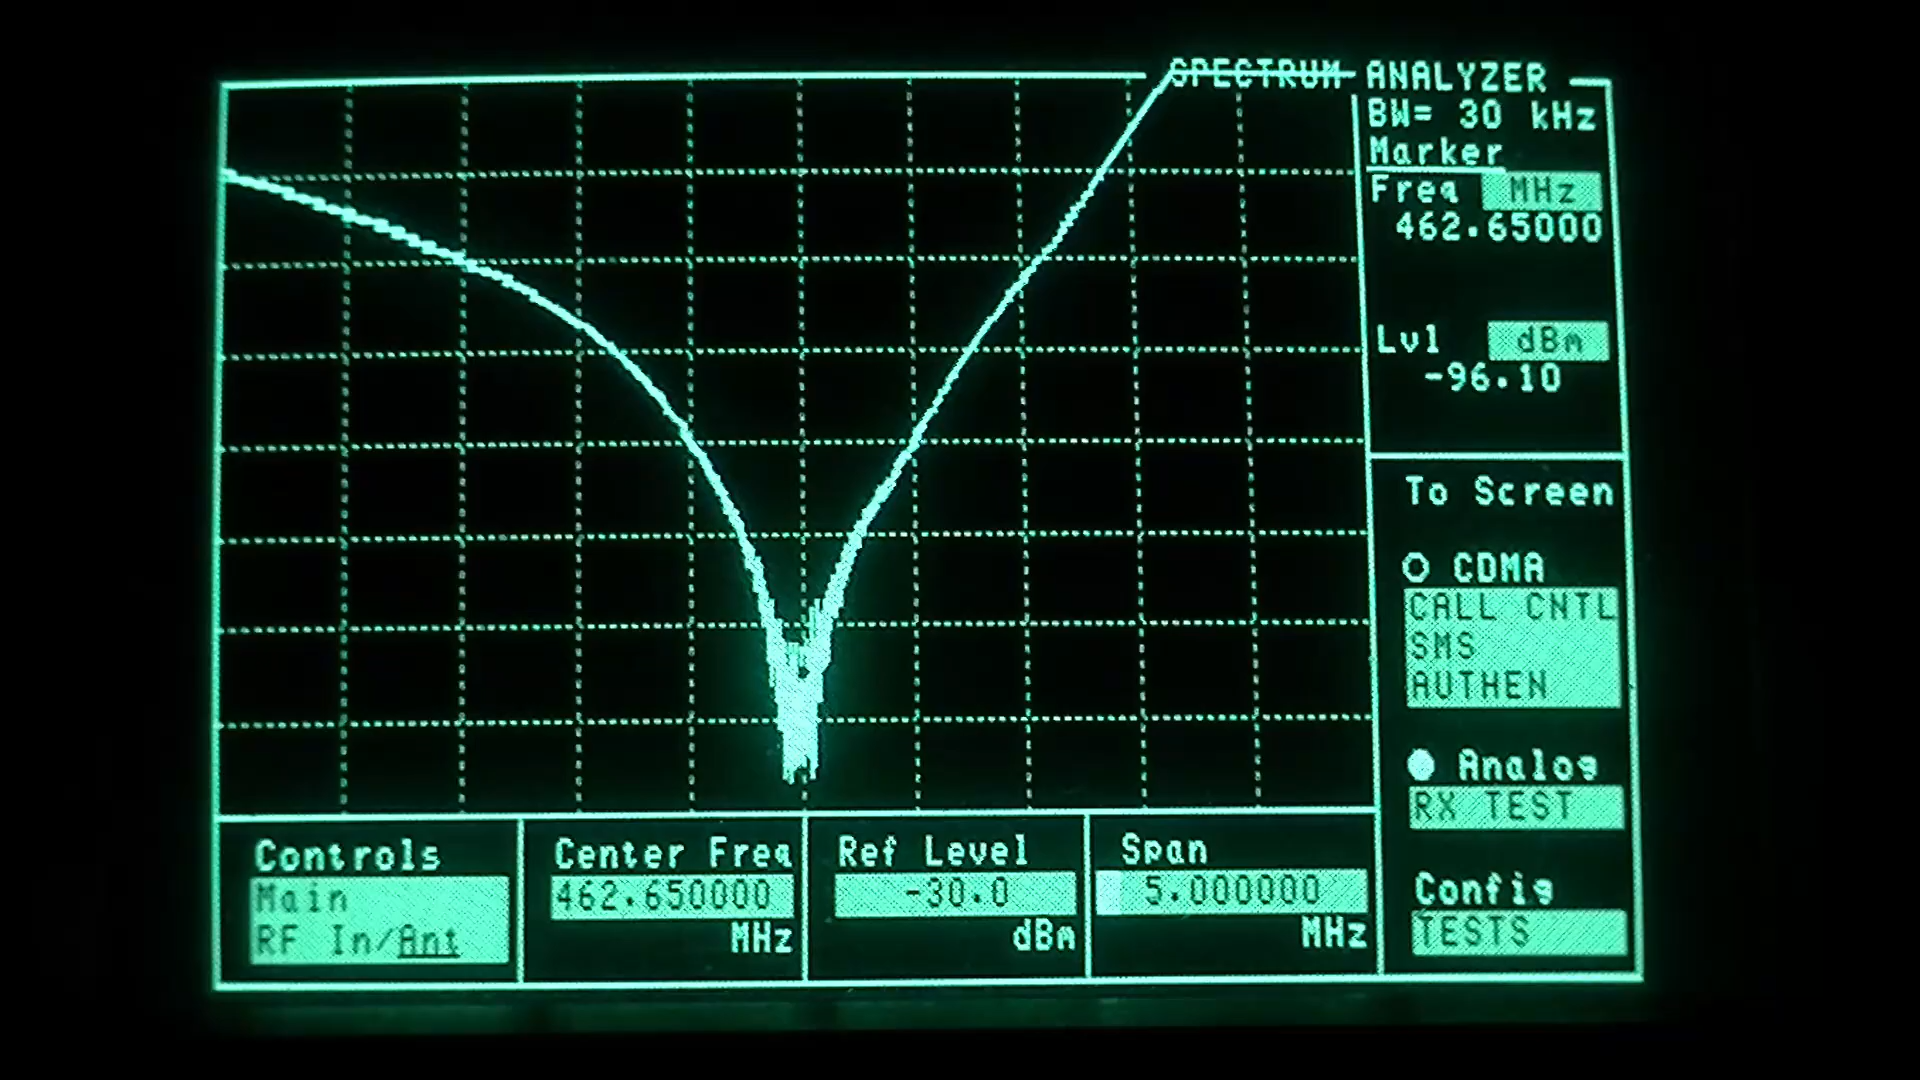 SPECTRUM ANALYZER
BW= 30 kHz
Marker
Freq MHz
462.65000
Lvl dBm
-96.10
To Screen
CDMA
CALL CNTL
SMS
AUTHEN
Analog
RX TEST
Config
TESTS
Controls
Main
RF In/Ant
Center Freq
462.650000
MHz
Ref Level
-30.0
dBm
Span
5.000000
MHz